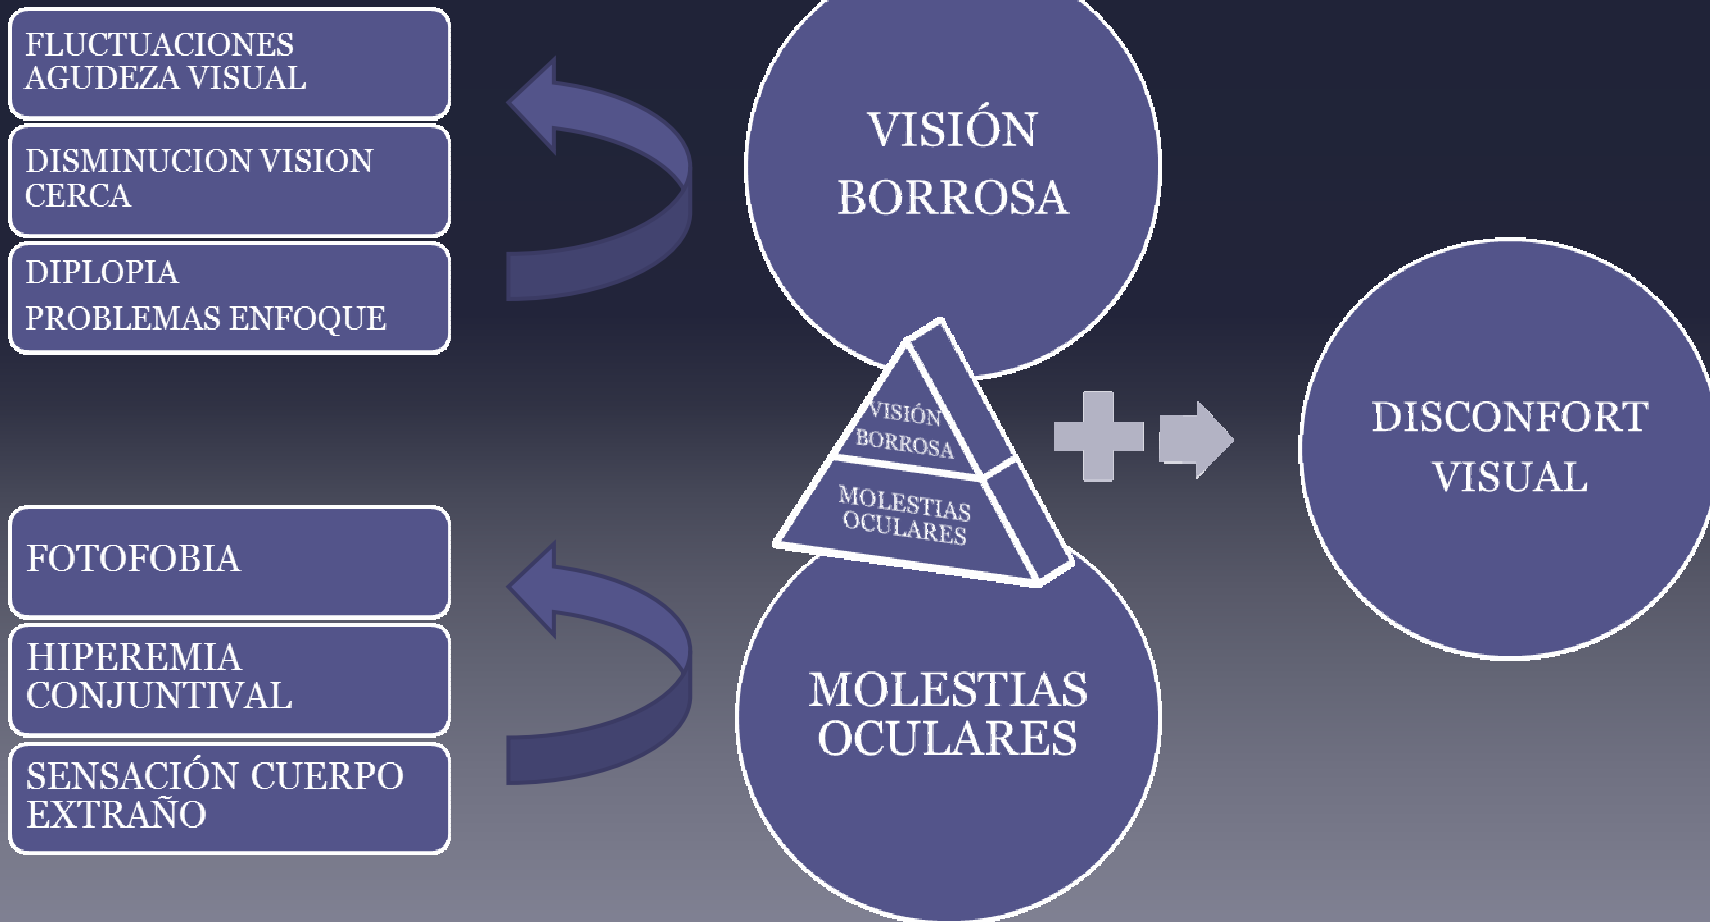 FLUCTUACIONES
AGUDEZA VISUAL
DISMINUCION VISION
CERCA
DIPLOPIA
PROBLEMAS ENFOQUE
VISIÓN
BORROSA
VISIÓN
BORROSA
MOLESTIAS
OCULARES
DISCONFORT
VISUAL
FOTOFOBIA
HIPEREMIA
CONJUNTIVAL
SENSACIÓN CUERPO
EXTRAÑO
MOLESTIAS
OCULARES